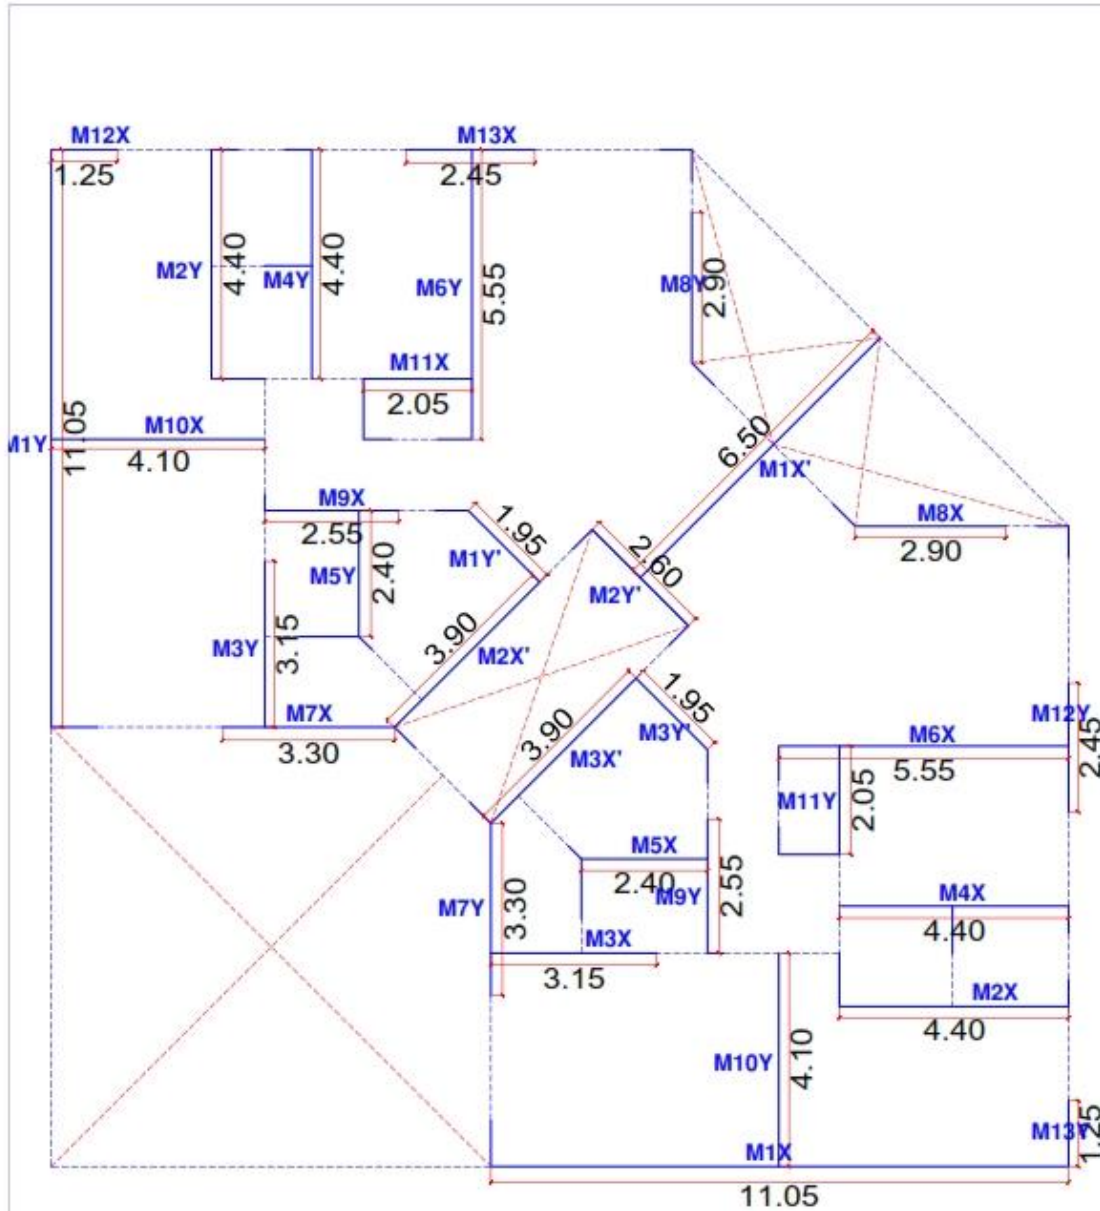 M12X
M13X
1.25
2.45
M2Y
4.40
M4Y
4.40
M6Y
5.55
M8Y
2.90
M11X
2.05
M1Y
11.05
M10X
4.10
6.50
M1X'
M9X
2.55
1.95
M1Y'
2.60
M8X
2.90
M5Y
2.40
M2Y'
M3Y
3.15
3.90
M2X'
M7X
3.30
1.95
M3Y'
3.90
M3X'
M12Y
2.45
M6X
5.55
M11Y
2.05
M5X
2.40
M9Y
2.55
M7Y
3.30
M4X
4.40
M3X
3.15
M2X
4.40
M10Y
4.10
M13Y
1.25
M1X
11.05